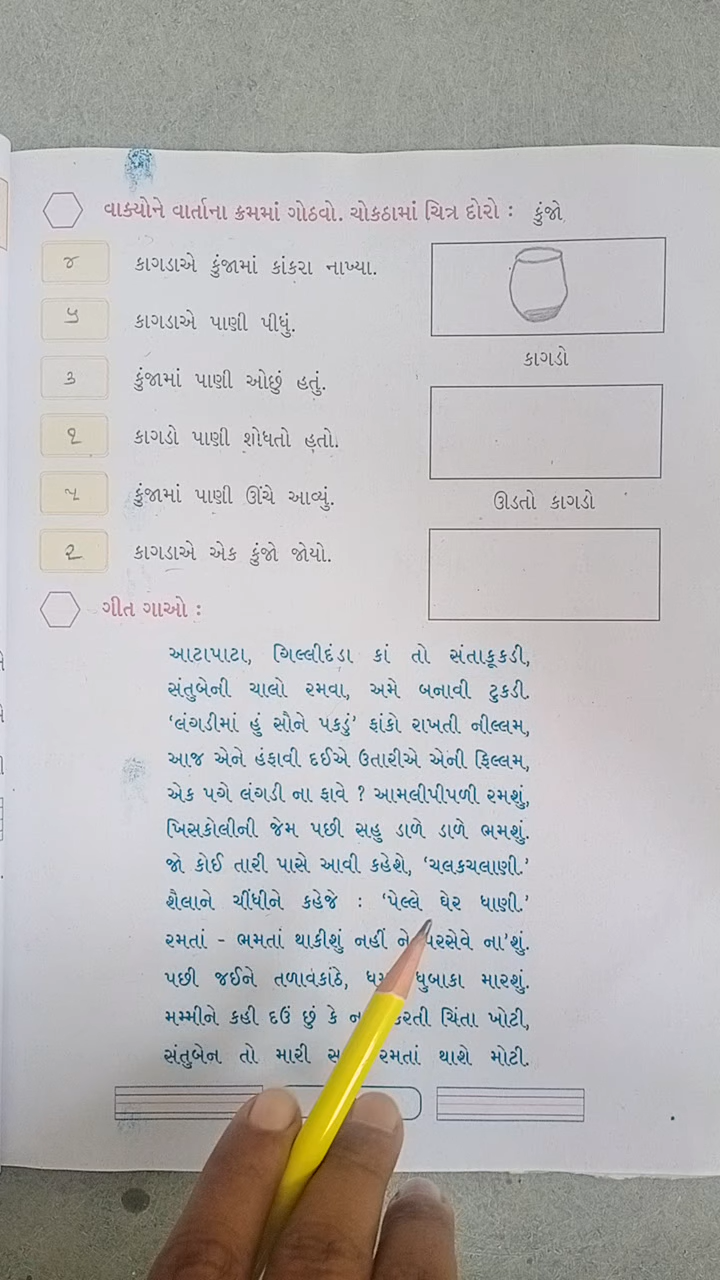 વાક્યોને વાર્તાના ક્રમમાં ગોઠવો. ચોકઠામાં ચિત્ર દોરો : કુંજો
૪ કાગડાએ કુંજામાં કાંકરા નાખ્યા.
કાગડાએ પાણી પીધું.
કાગડો
૩ કુંજામાં પાણી ઓછું હતું.
૧ કાગડો પાણી શોધતો હતો.
કુંજામાં પાણી ઊંચે આવ્યું.
ઊડતો કાગડો
૨ કાગડાએ એક કુંજો જોયો.
ગીત ગાઓ :
આટાપાટા, ગિલ્લીદંડા કાં તો સંતાકૂકડી,
સંતુબેની ચાલો રમવા, અમે બનાવી ટુકડી.
‘લંગડીમાં હું સૌને પકડું’ ફાંકો રાખતી નીલ્લમ,
આજ એને હંફાવી દઈએ ઉતારીએ એની ફિલ્લમ,
એક પગે લંગડી ના ફાવે ? આમલીપીપળી રમશું,
ખિસકોલીની જેમ પછી સહુ ડાળે ડાળે ભમશું.
જો કોઈ તારી પાસે આવી કહેશે, ‘ચલકચલાણી.’
શૈલાને ચીંધીને કહેજે : ‘પેલ્લે ઘેર ધાણી.’
રમતાં - ભમતાં થાકીશું નહીં ને પરસેવે ના’શું.
પછી જઈને તળાવકાંઠે, ધુબાકા મારશું.
મમ્મીને કહી દઉં છું કે કરતી ચિંતા ખોટી,
સંતુબેન તો મારી રમતાં થાશે મોટી.